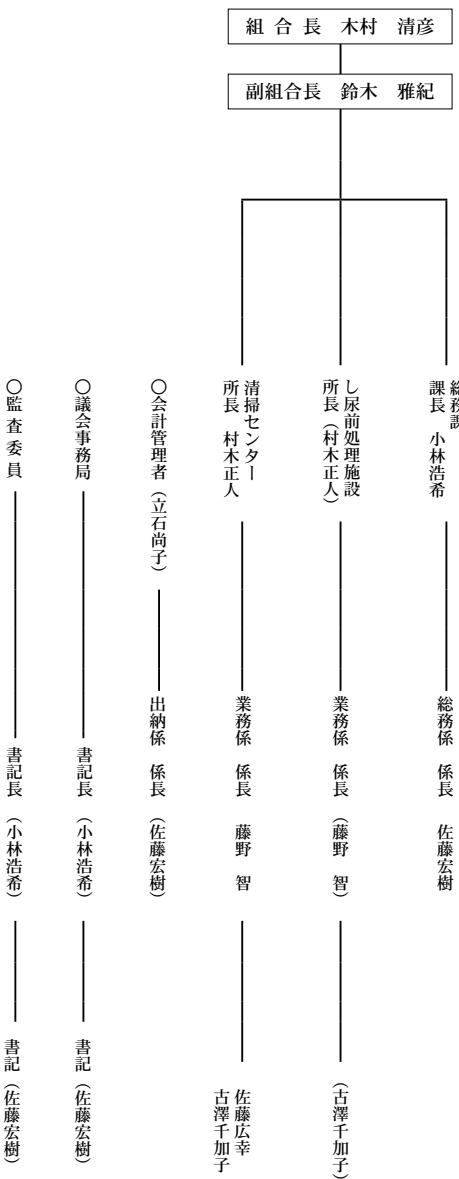 組合長 木村 清彦
副組合長 鈴木 雅紀
総務課
課長 小林浩希
総務係 係長 佐藤宏樹
し尿前処理施設
所長（村木正人）
業務係 係長（藤野 智）
（古澤千加子）
清掃センター
所長 村木正人
業務係 係長 藤野 智
佐藤広幸
古澤千加子
〇会計管理者（立石尚子）
出納係 係長（佐藤宏樹）
〇議会事務局
書記長（小林浩希）
書記（佐藤宏樹）
〇監査委員
書記長（小林浩希）
書記（佐藤宏樹）